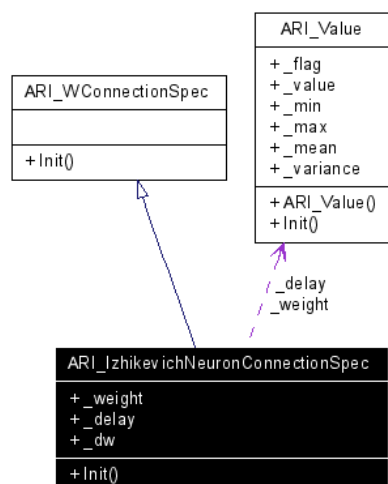 ARI_Value
+ _flag
+ _value
+ _min
+ _max
+ _mean
+ _variance
+ ARI_Value()
+ Init()
ARI_WConnectionSpec
+ Init()
_delay
_weight
ARI_IzhikevichNeuronConnectionSpec
+ _weight
+ _delay
+ _dw
+ Init()